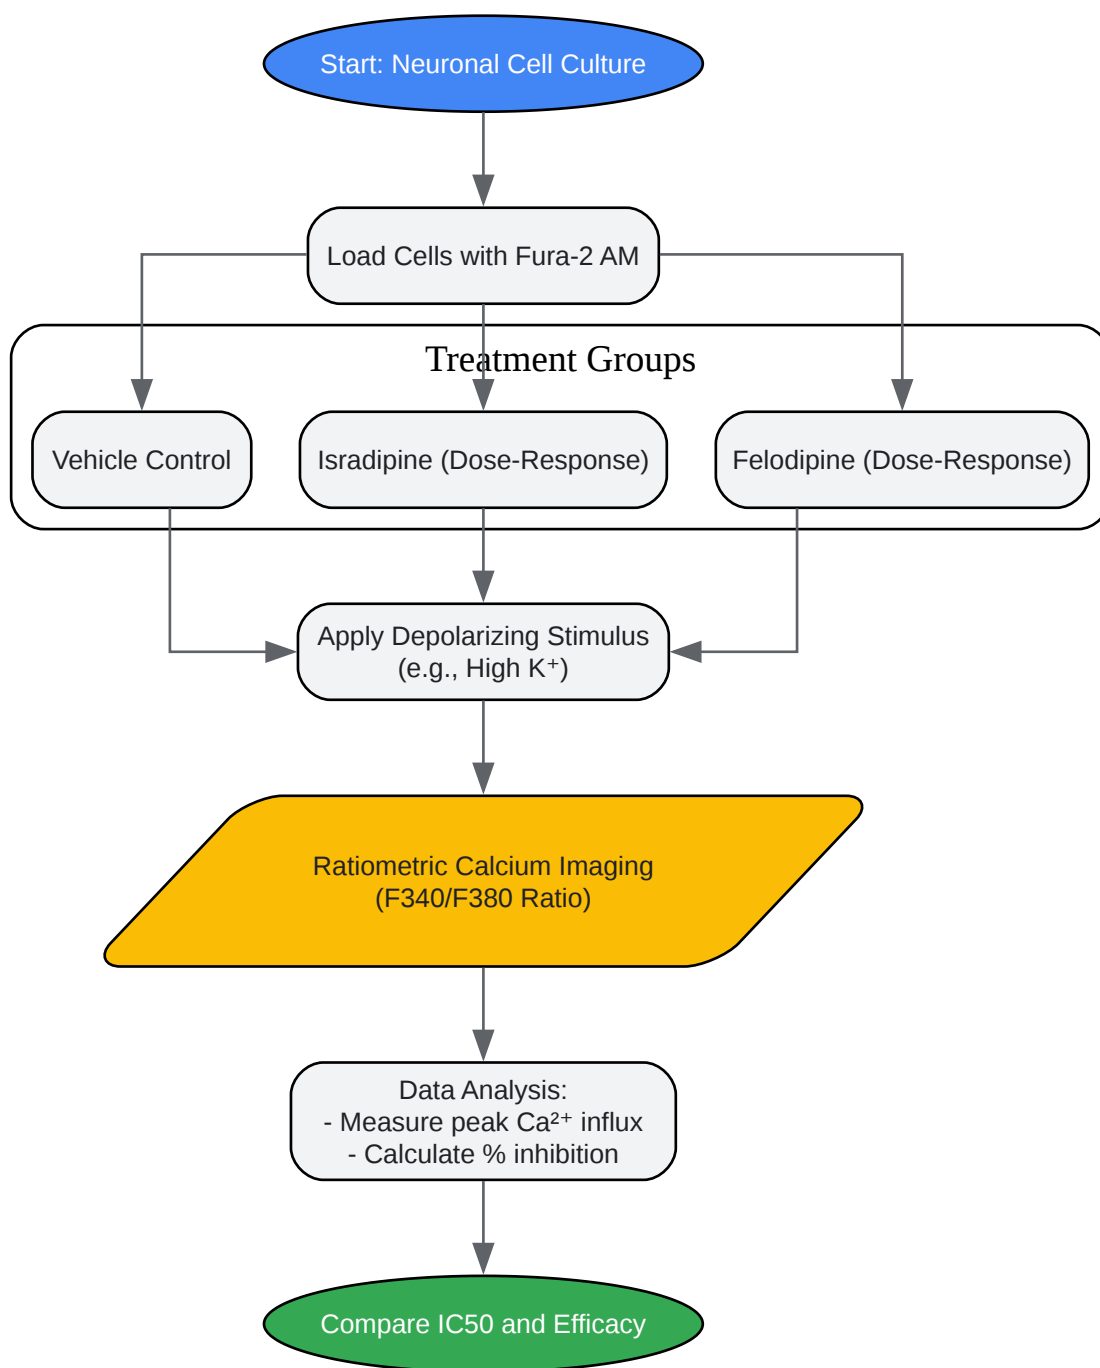 Start: Neuronal Cell Culture
Load Cells with Fura-2 AM
Treatment Groups
Vehicle Control
Isradipine (Dose-Response)
Felodipine (Dose-Response)
Apply Depolarizing Stimulus
(e.g., High K⁺)
Ratiometric Calcium Imaging
(F340/F380 Ratio)
Data Analysis:
- Measure peak Ca²⁺ influx
- Calculate % inhibition
Compare IC50 and Efficacy